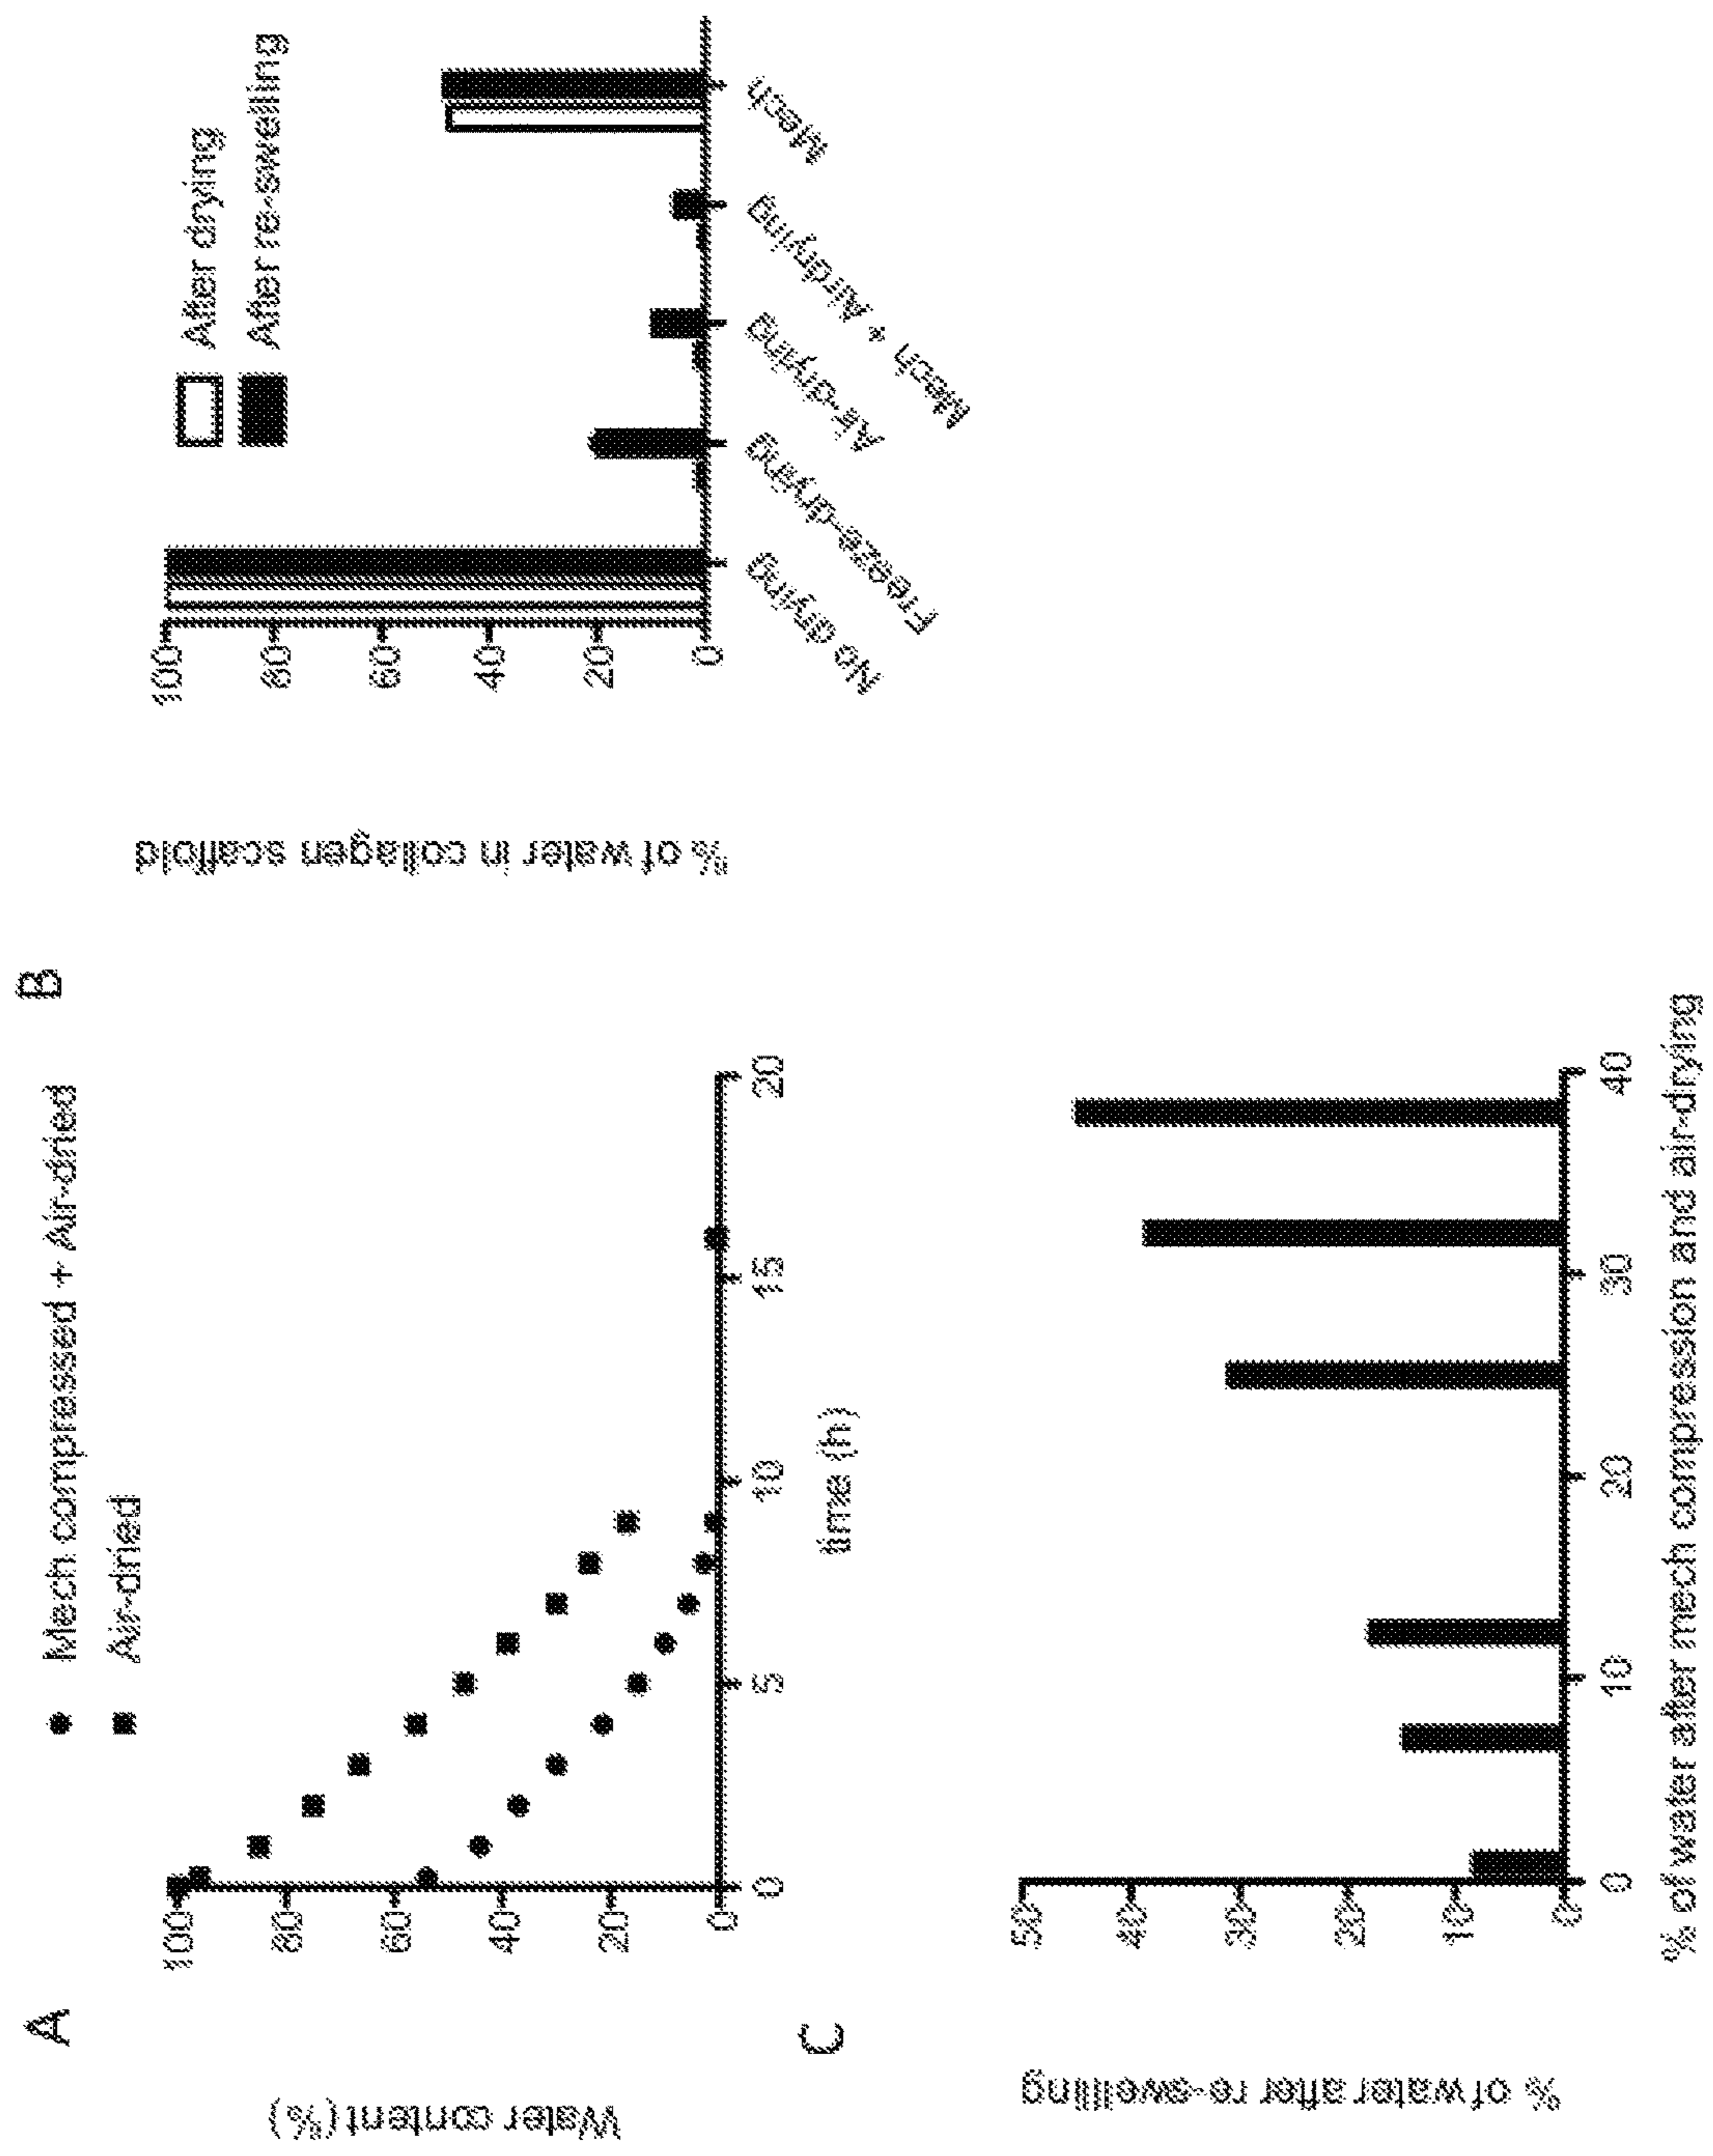 A
Mech compressed + Air-dried
Air-dried
Water content (%)
100
80
60
40
20
0
0
5
10
15
20
time (h)
B
After drying
After re-swelling
% of water in collagen scaffold
100
80
60
40
20
0
No drying
Freeze-drying
Air-drying
Mech + Airdrying
Mech
C
% of water after re-swelling
50
40
30
20
10
0
0
10
20
30
40
% of water after mech compression and air-drying